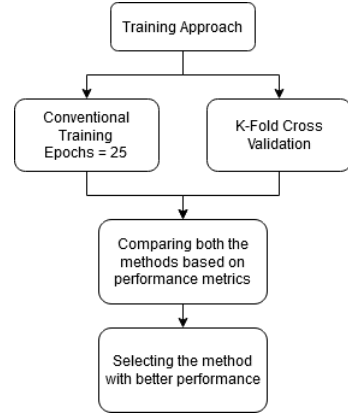 Training Approach
Conventional
Training
Epochs = 25
K-Fold Cross
Validation
Comparing both the
methods based on
performance metrics
Selecting the method
with better performance